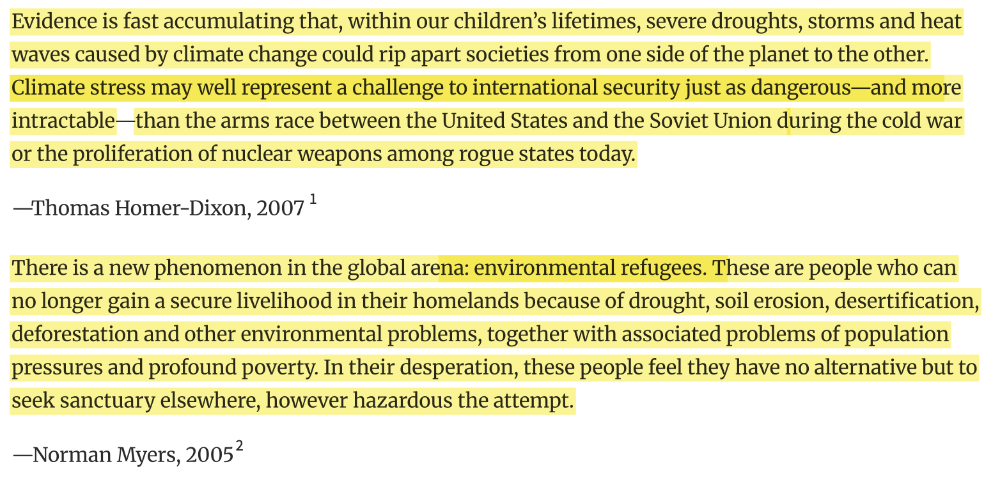 Evidence is fast accumulating that, within our children’s lifetimes, severe droughts, storms and heat
waves caused by climate change could rip apart societies from one side of the planet to the other.
Climate stress may well represent a challenge to international security just as dangerous—and more
intractable—than the arms race between the United States and the Soviet Union during the cold war
or the proliferation of nuclear weapons among rogue states today.
—Thomas Homer-Dixon, 2007 1
There is a new phenomenon in the global arena: environmental refugees. These are people who can
no longer gain a secure livelihood in their homelands because of drought, soil erosion, desertification,
deforestation and other environmental problems, together with associated problems of population
pressures and profound poverty. In their desperation, these people feel they have no alternative but to
seek sanctuary elsewhere, however hazardous the attempt.
—Norman Myers, 2005 2